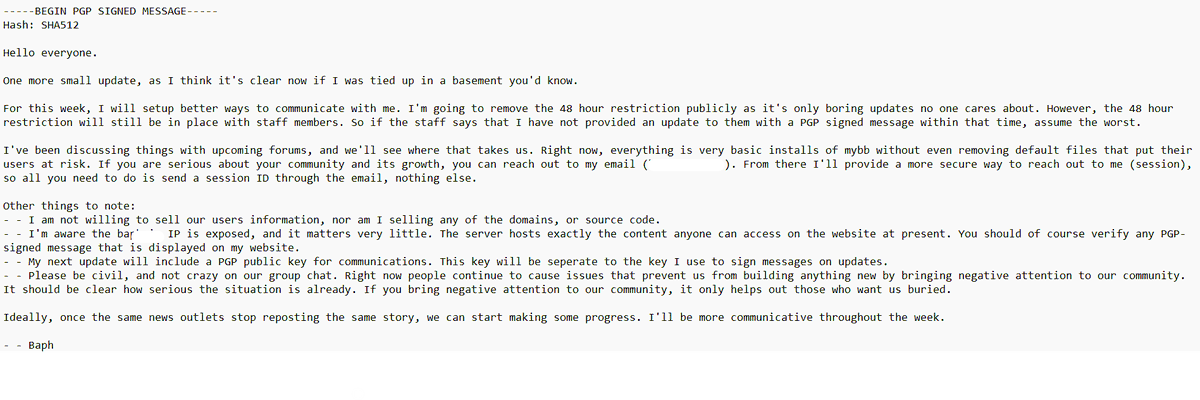 -----BEGIN PGP SIGNED MESSAGE-----
Hash: SHA512
Hello everyone.
One more small update, as I think it's clear now if I was tied up in a basement you'd know.
For this week, I will setup better ways to communicate with me. I'm going to remove the 48 hour restriction publicly as it's only boring updates no one cares about. However, the 48 hour
restriction will still be in place with staff members. So if the staff says that I have not provided an update to them with a PGP signed message within that time, assume the worst.
I've been discussing things with upcoming forums, and we'll see where that takes us. Right now, everything is very basic installs of mybb without even removing default files that put their
users at risk. If you are serious about your community and its growth, you can reach out to my email ( ). From there I'll provide a more secure way to reach out to me (session),
so all you need to do is send a session ID through the email, nothing else.
Other things to note:
- - I am not willing to sell our users information, nor am I selling any of the domains, or source code.
- - I'm aware the IP is exposed, and it matters very little. The server hosts exactly the content anyone can access on the website at present. You should of course verify any PGP-
signed message that is displayed on my website.
- - My next update will include a PGP public key for communications. This key will be seperate to the key I use to sign messages on updates.
- - Please be civil, and not crazy on our group chat. Right now people continue to cause issues that prevent us from building anything new by bringing negative attention to our community.
It should be clear how serious the situation is already. If you bring negative attention to our community, it only helps out those who want us buried.
Ideally, once the same news outlets stop reposting the same story, we can start making some progress. I'll be more communicative throughout the week.
- - Baph